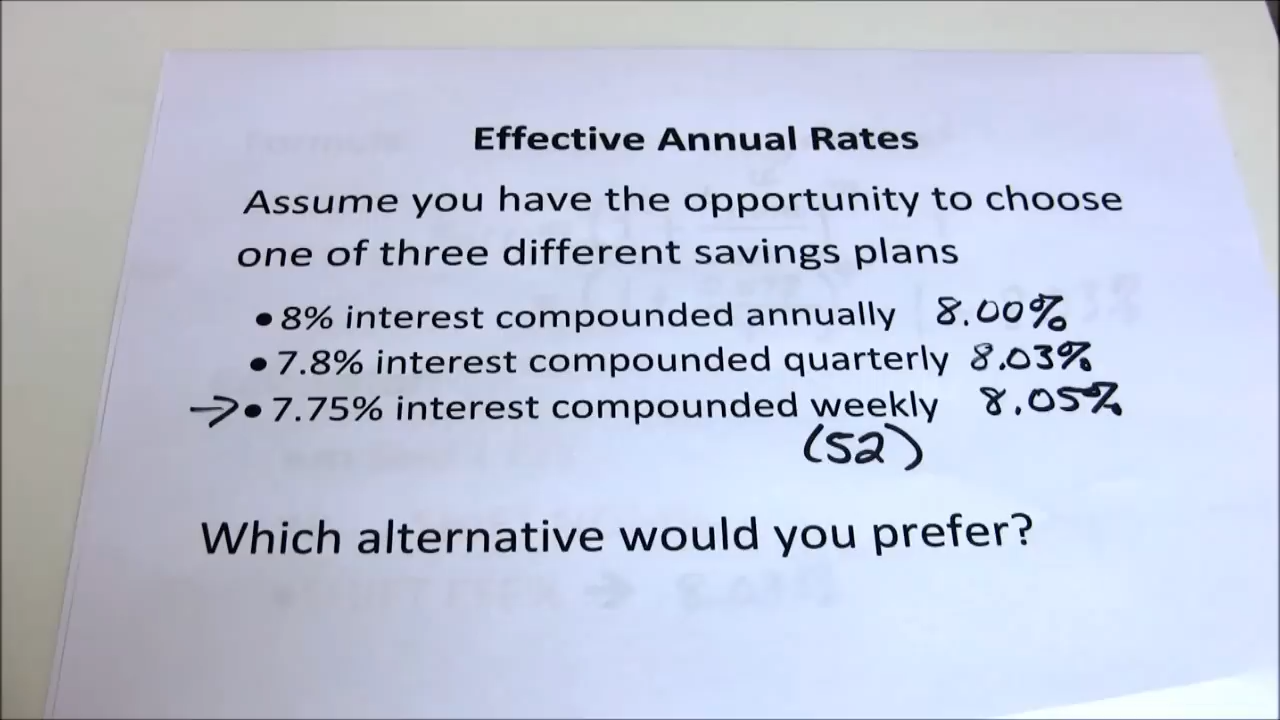 Effective Annual Rates
Assume you have the opportunity to choose
one of three different savings plans
• 8% interest compounded annually 8.00%
• 7.8% interest compounded quarterly 8.03%
→ • 7.75% interest compounded weekly 8.05%
(52)
Which alternative would you prefer?